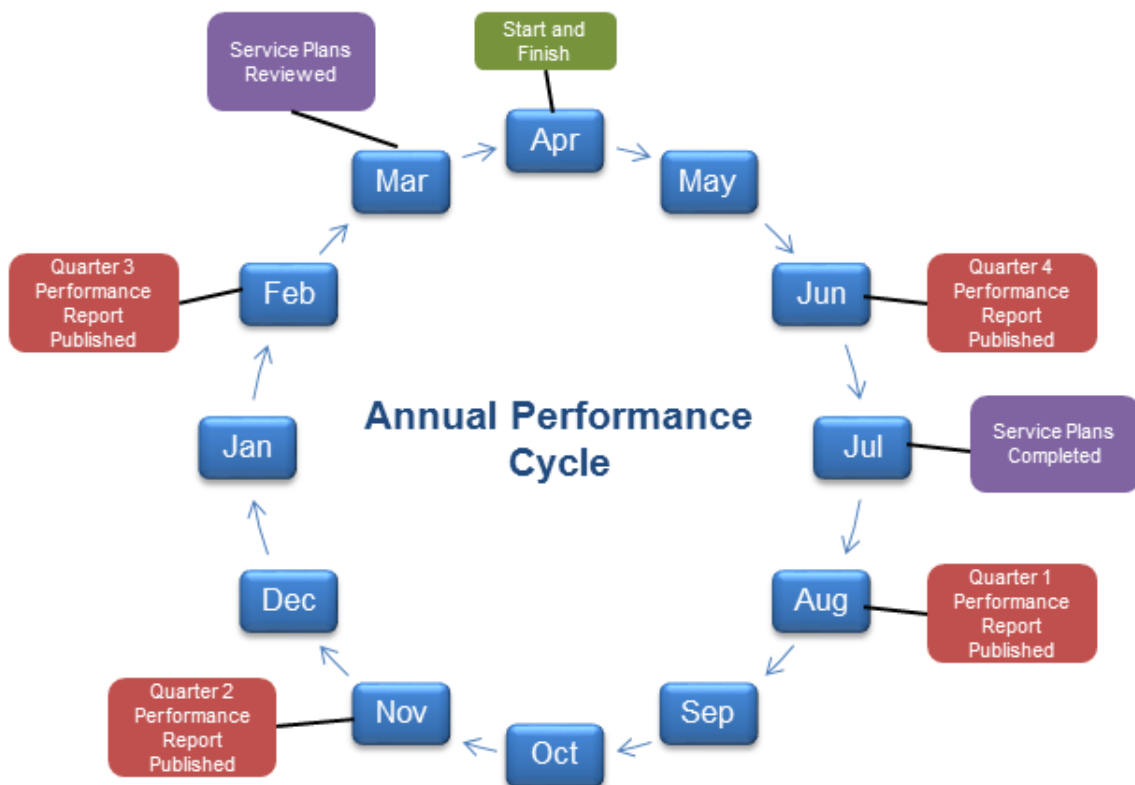 Service Plans
Reviewed
Start and
Finish
Apr
Mar
May
Quarter 3
Performance
Report
Published
Feb
Jun
Quarter 4
Performance
Report
Published
Annual Performance
Cycle
Jan
Jul
Service Plans
Completed
Dec
Aug
Quarter 1
Performance
Report
Published
Quarter 2
Performance
Report
Published
Nov
Sep
Oct